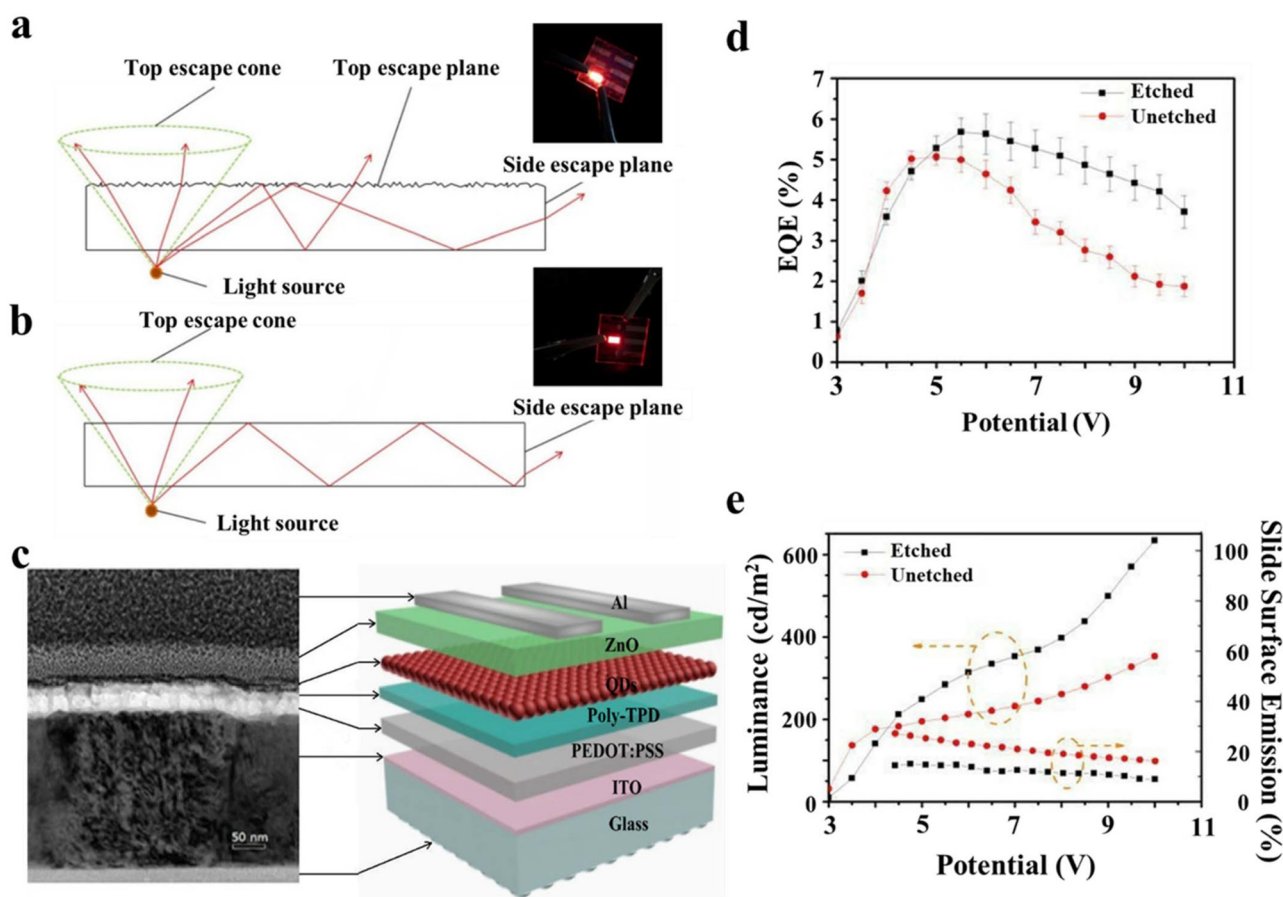 a
Top escape cone
Top escape plane
Side escape plane
Light source
b
Top escape cone
Side escape plane
Light source
c
Al
ZnO
QDs
Poly-TPD
PEDOT:PSS
ITO
Glass
50 nm
d
7
6
5
4
3
2
1
0
EQE (%)
Etched
Unetched
3 5 7 9 11
Potential (V)
e
600
400
200
0
Luminance (cd/m²)
Etched
Unetched
100
80
60
40
20
0
Slide Surface Emission (%)
3 5 7 9 11
Potential (V)